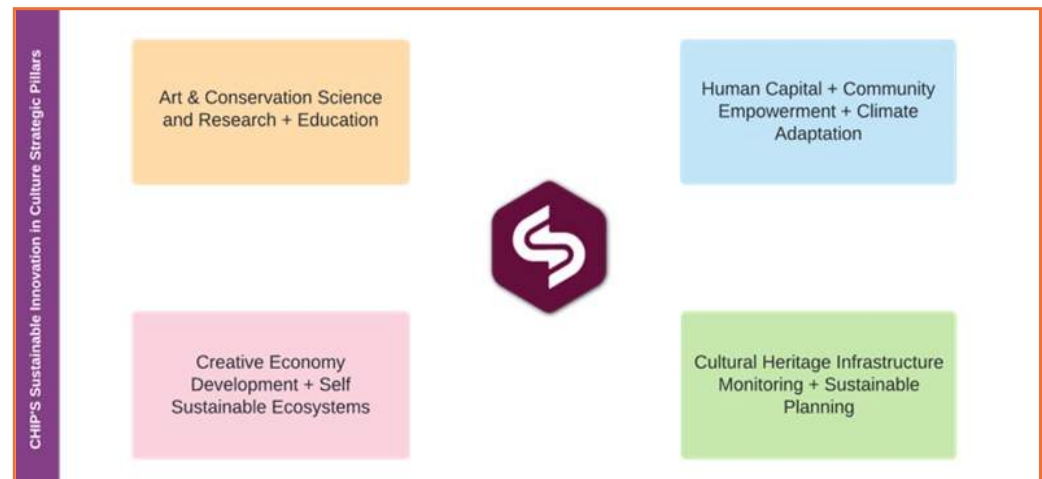 CHIP'S Sustainable Innovation in Culture Strategic Pillars
Art & Conservation Science
and Research + Education
Human Capital + Community
Empowerment + Climate
Adaptation
Creative Economy
Development + Self
Sustainable Ecosystems
Cultural Heritage Infrastructure
Monitoring + Sustainable
Planning